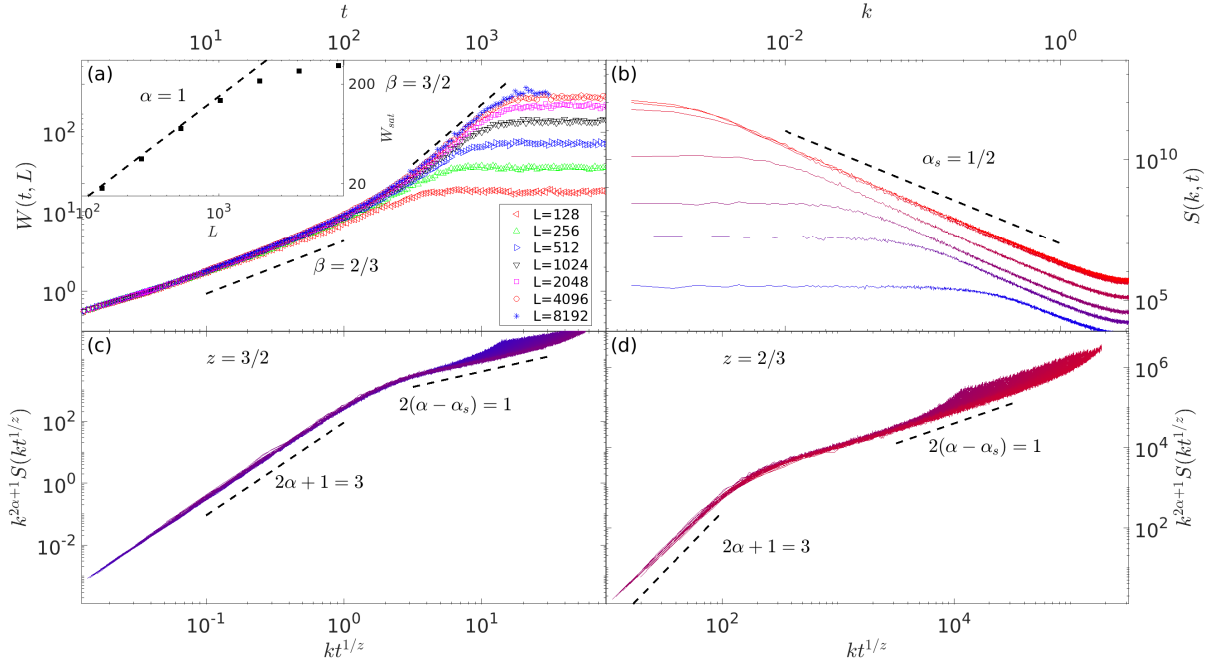 t
10^1
10^2
10^3
k
10^-2
10^0
(a)
α = 1
200
20
W_sat
10^2
10^3
L
β = 3/2
β = 2/3
10^2
10^1
10^0
W(t, L)
L=128
L=256
L=512
L=1024
L=2048
L=4096
L=8192
(b)
α_s = 1/2
10^10
10^5
S(k, t)
(c)
z = 3/2
2(α − α_s) = 1
2α + 1 = 3
10^2
10^0
10^-2
k^{2α+1}S(kt^{1/z})
10^-1
10^0
10^1
kt^{1/z}
(d)
z = 2/3
2(α − α_s) = 1
2α + 1 = 3
10^6
10^4
10^2
k^{2α+1}S(kt^{1/z})
10^2
10^4
kt^{1/z}